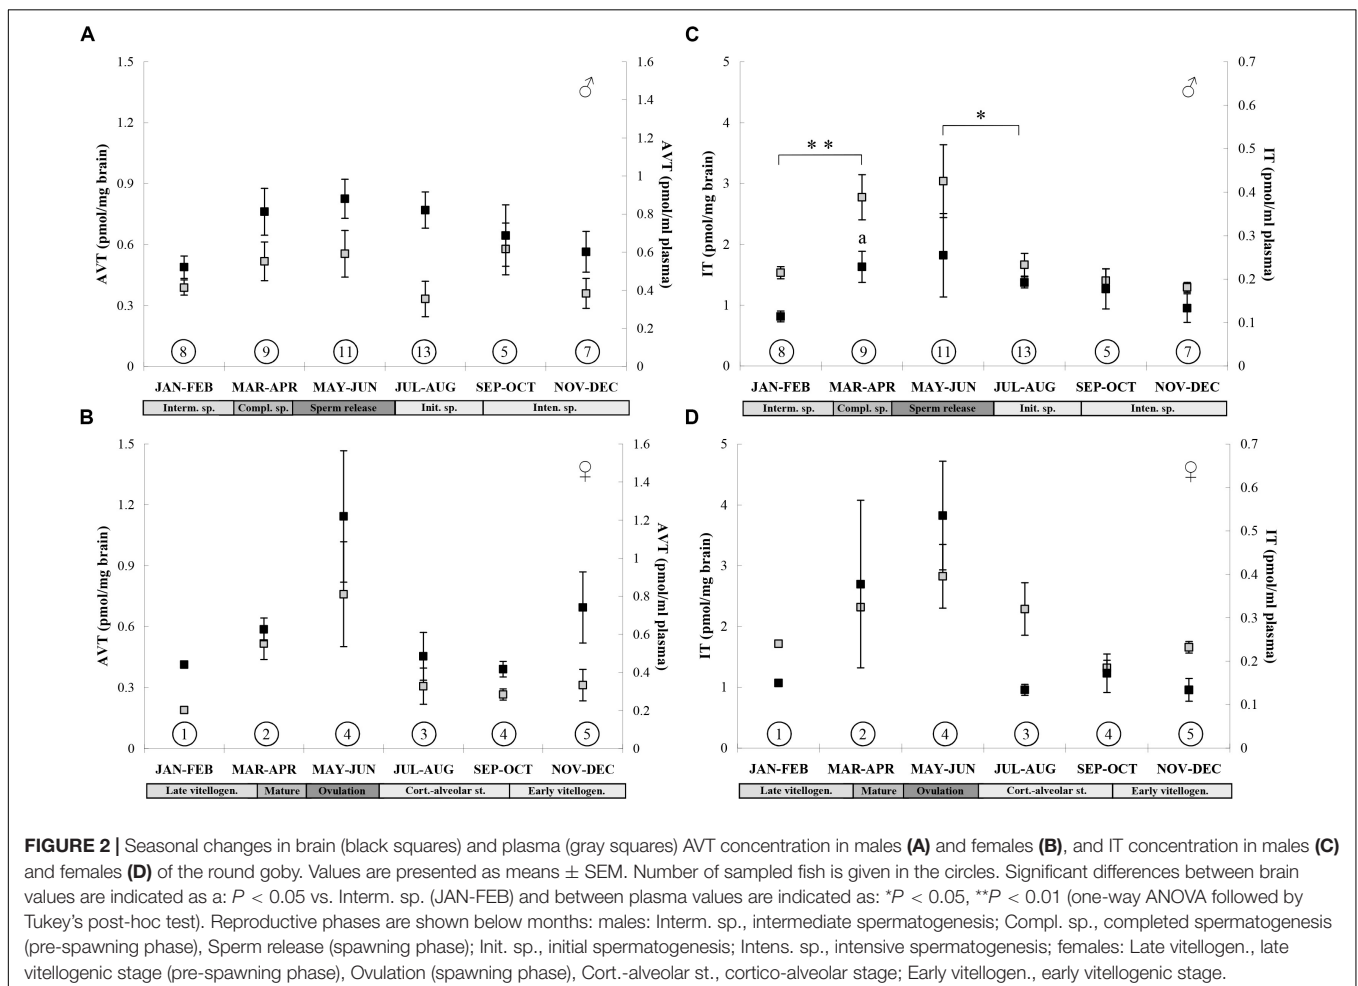 A
1.5
1.2
0.9
0.6
0.3
0
AVT (pmol/mg brain)
1.6
1.4
1.2
1
0.8
0.6
0.4
0.2
0
AVT (pmol/ml plasma)
♂
8 9 11 13 5 7
JAN-FEB MAR-APR MAY-JUN JUL-AUG SEP-OCT NOV-DEC
Interm. sp. Compl. sp. Sperm release Init. sp. Inten. sp.
B
1.5
1.2
0.9
0.6
0.3
0
AVT (pmol/mg brain)
1.6
1.4
1.2
1
0.8
0.6
0.4
0.2
0
AVT (pmol/ml plasma)
♀
1 2 4 3 4 5
JAN-FEB MAR-APR MAY-JUN JUL-AUG SEP-OCT NOV-DEC
Late vitellogen. Mature Ovulation Cort.-alveolar st. Early vitellogen.
C
5
4
3
2
1
0
IT (pmol/mg brain)
0.7
0.6
0.5
0.4
0.3
0.2
0.1
0
IT (pmol/ml plasma)
♂
* *
*
a
8 9 11 13 5 7
JAN-FEB MAR-APR MAY-JUN JUL-AUG SEP-OCT NOV-DEC
Interm. sp. Compl. sp. Sperm release Init. sp. Inten. sp.
D
5
4
3
2
1
0
IT (pmol/mg brain)
0.7
0.6
0.5
0.4
0.3
0.2
0.1
0
IT (pmol/ml plasma)
♀
1 2 4 3 4 5
JAN-FEB MAR-APR MAY-JUN JUL-AUG SEP-OCT NOV-DEC
Late vitellogen. Mature Ovulation Cort.-alveolar st. Early vitellogen.
FIGURE 2 | Seasonal changes in brain (black squares) and plasma (gray squares) AVT concentration in males (A) and females (B), and IT concentration in males (C)
and females (D) of the round goby. Values are presented as means ± SEM. Number of sampled fish is given in the circles. Significant differences between brain
values are indicated as a: P < 0.05 vs. Interm. sp. (JAN-FEB) and between plasma values are indicated as: *P < 0.05, **P < 0.01 (one-way ANOVA followed by
Tukey's post-hoc test). Reproductive phases are shown below months: males: Interm. sp., intermediate spermatogenesis; Compl. sp., completed spermatogenesis
(pre-spawning phase), Sperm release (spawning phase); Init. sp., initial spermatogenesis; Intens. sp., intensive spermatogenesis; females: Late vitellogen., late
vitellogenic stage (pre-spawning phase), Ovulation (spawning phase), Cort.-alveolar st., cortico-alveolar stage; Early vitellogen., early vitellogenic stage.